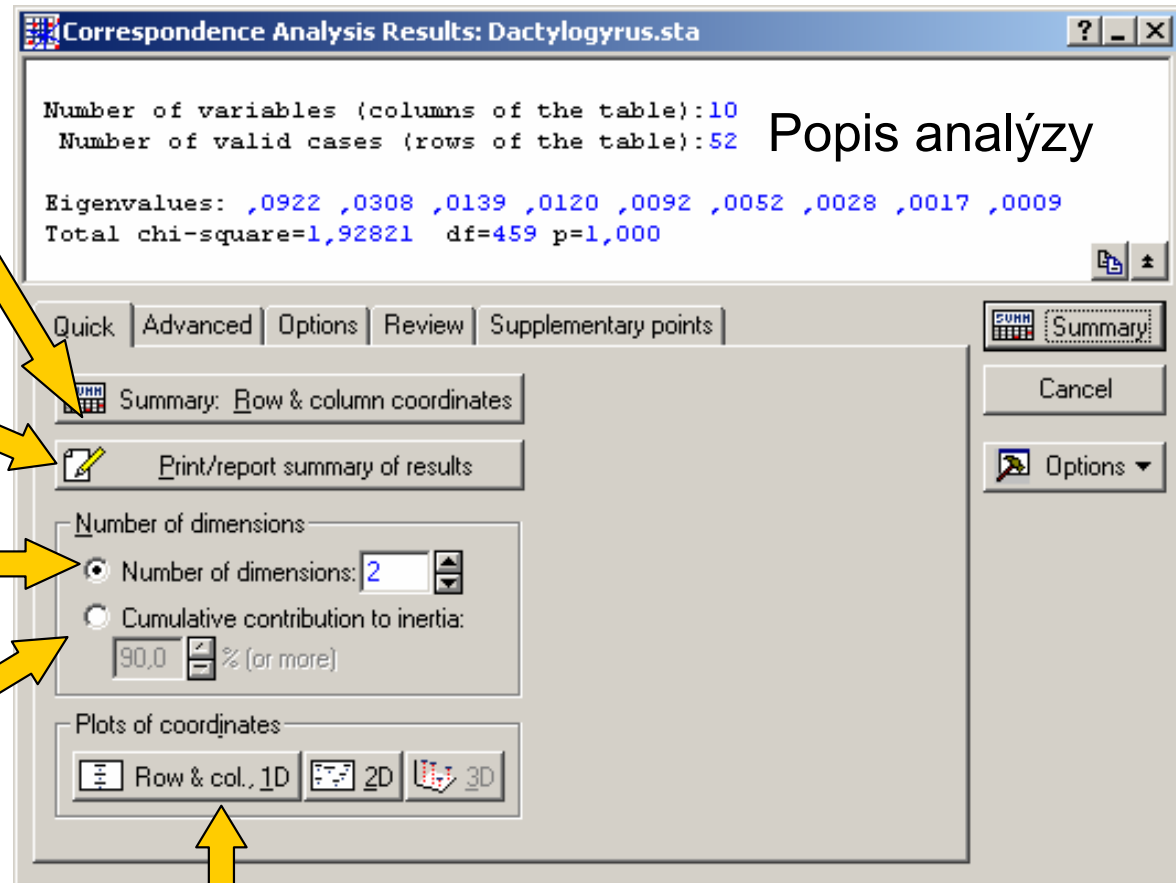 Correspondence Analysis Results: Dactylogyrus.sta
Number of variables (columns of the table):10
Number of valid cases (rows of the table):52
Popis analýzy
Eigenvalues: ,0922 ,0308 ,0139 ,0120 ,0092 ,0052 ,0028 ,0017 ,0009
Total chi-square=1,92821 df=459 p=1,000
Quick Advanced Options Review Supplementary points
Summary
Summary: Row & column coordinates
Cancel
Print/report summary of results
Options
Number of dimensions
Number of dimensions: 2
Cumulative contribution to inertia:
90,0 % (or more)
Plots of coordinates
Row & col., 1D 2D 3D